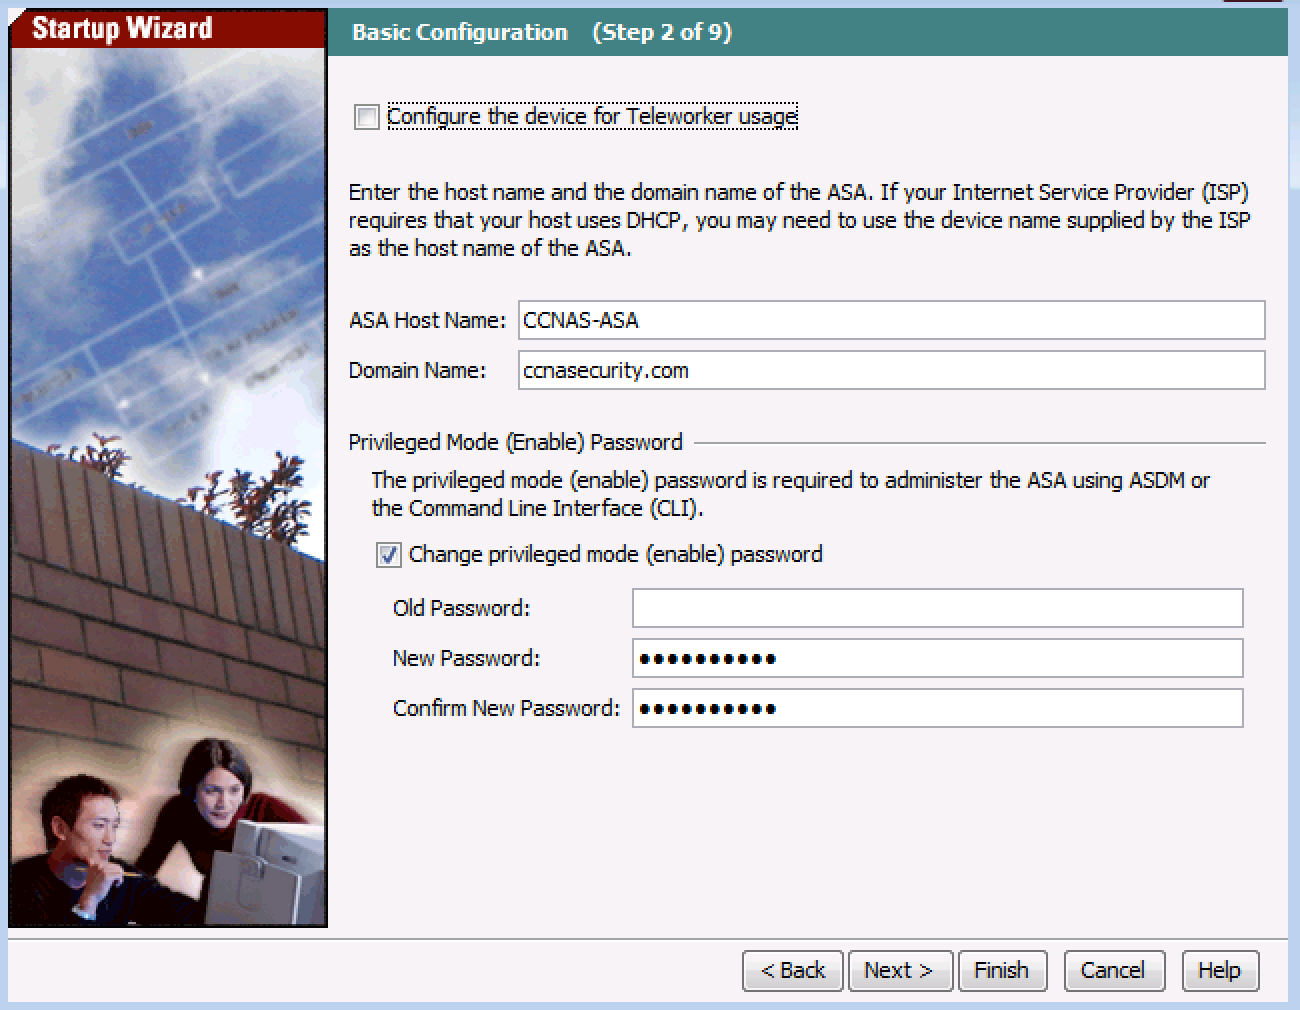 Startup Wizard
Basic Configuration (Step 2 of 9)
Configure the device for Teleworker usage
Enter the host name and the domain name of the ASA. If your Internet Service Provider (ISP)
requires that your host uses DHCP, you may need to use the device name supplied by the ISP
as the host name of the ASA.
ASA Host Name: CCNAS-ASA
Domain Name: ccnasecurity.com
Privileged Mode (Enable) Password
The privileged mode (enable) password is required to administer the ASA using ASDM or
the Command Line Interface (CLI).
Change privileged mode (enable) password
Old Password:
New Password: ●●●●●●●●●●
Confirm New Password: ●●●●●●●●●●
< Back Next > Finish Cancel Help